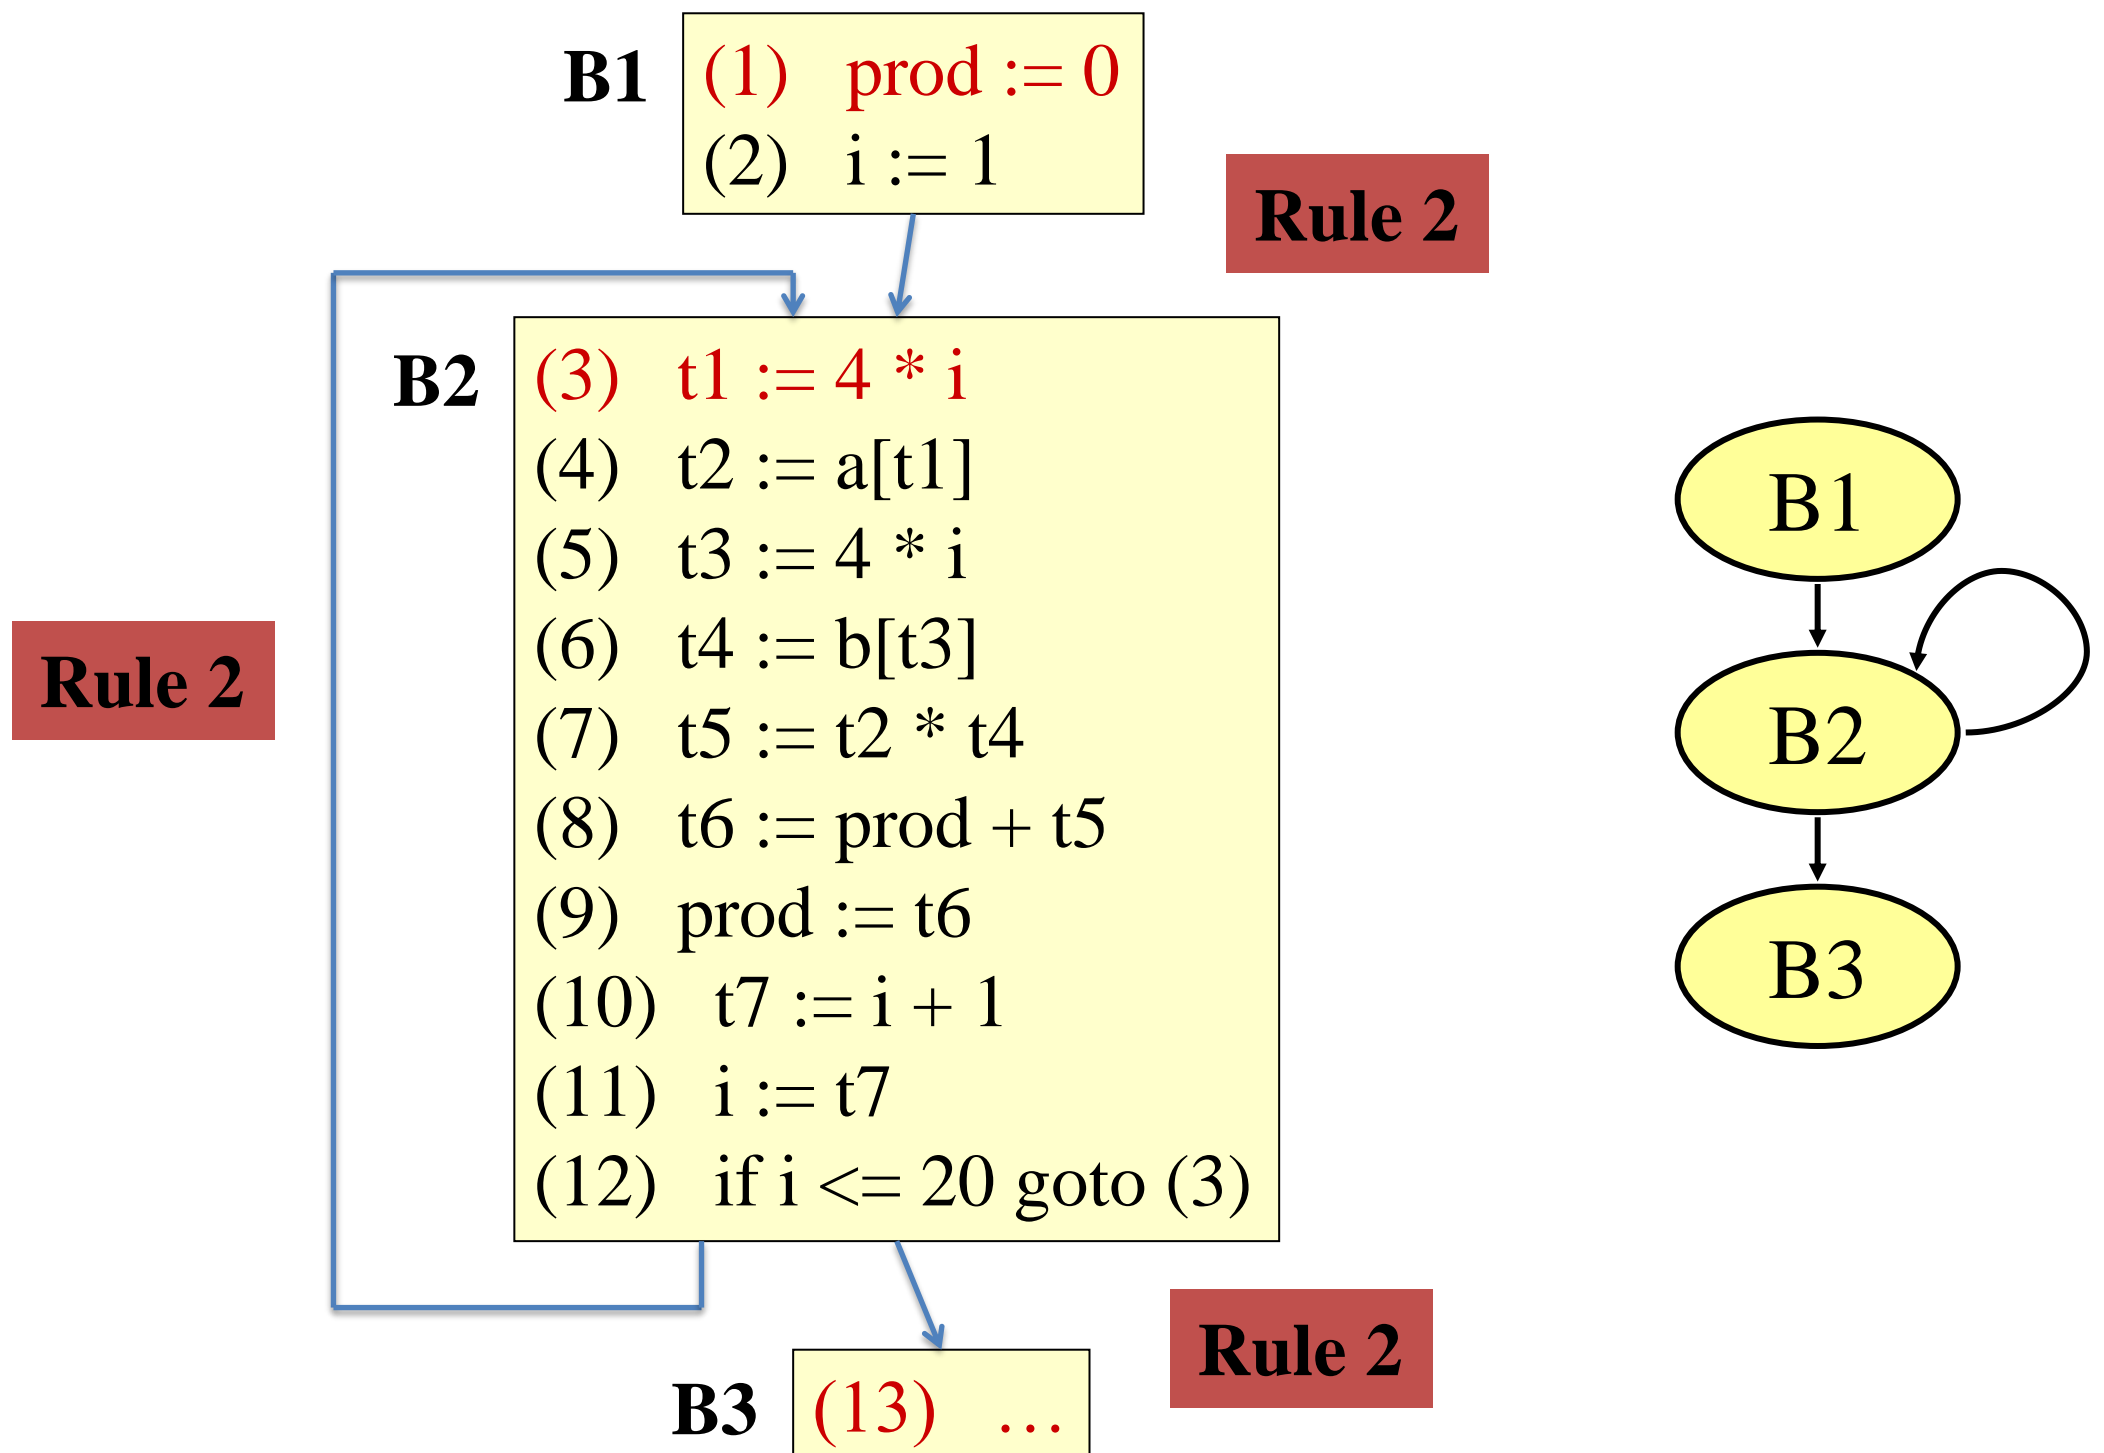 B1
(1) prod := 0
(2) i := 1
Rule 2
B2
(3) t1 := 4 * i
(4) t2 := a[t1]
(5) t3 := 4 * i
(6) t4 := b[t3]
(7) t5 := t2 * t4
(8) t6 := prod + t5
(9) prod := t6
(10) t7 := i + 1
(11) i := t7
(12) if i <= 20 goto (3)
Rule 2
Rule 2
B3
(13) …
B1
B2
B3